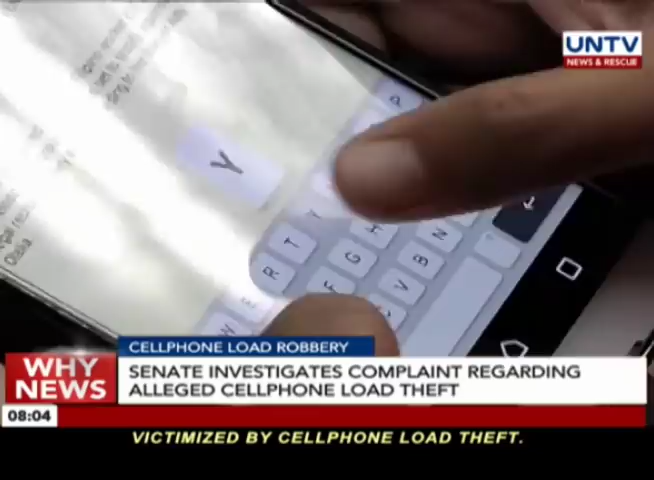 UNTV
NEWS & RESCUE
P
Y
Y
H
N
T
G
B
R
F
V
CELLPHONE LOAD ROBBERY
SENATE INVESTIGATES COMPLAINT REGARDING
ALLEGED CELLPHONE LOAD THEFT
WHY
NEWS
08:04
VICTIMIZED BY CELLPHONE LOAD THEFT.